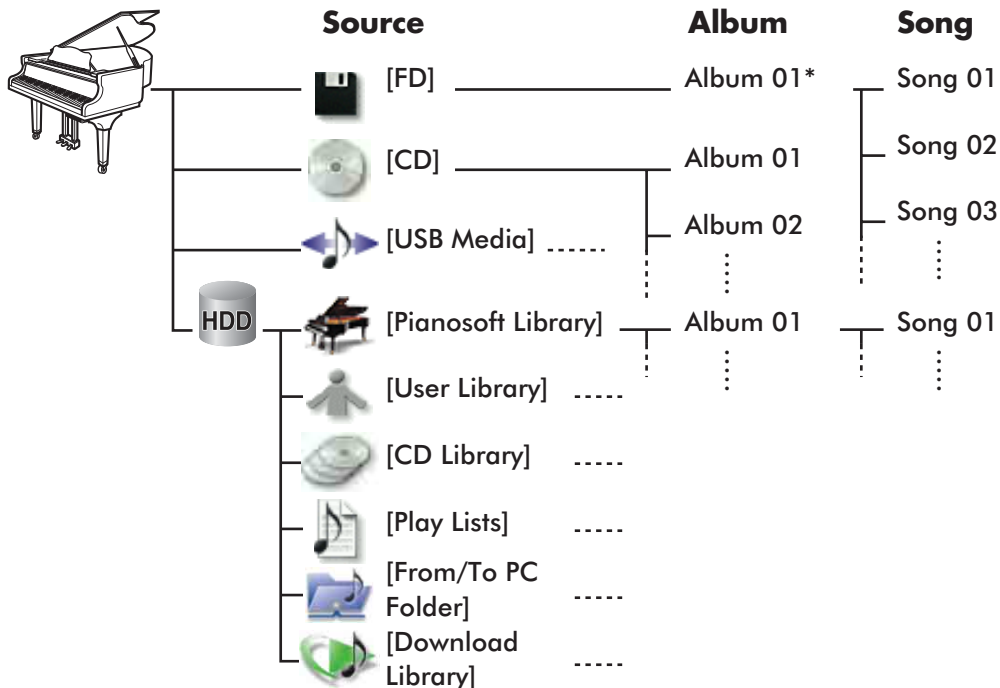 Source Album Song
[FD] Album 01* Song 01
Song 02
[CD] Album 01
Song 03
[USB Media] Album 02
HDD [Pianosoft Library] Album 01 Song 01
[User Library]
[CD Library]
[Play Lists]
[From/To PC
Folder]
[Download
Library]